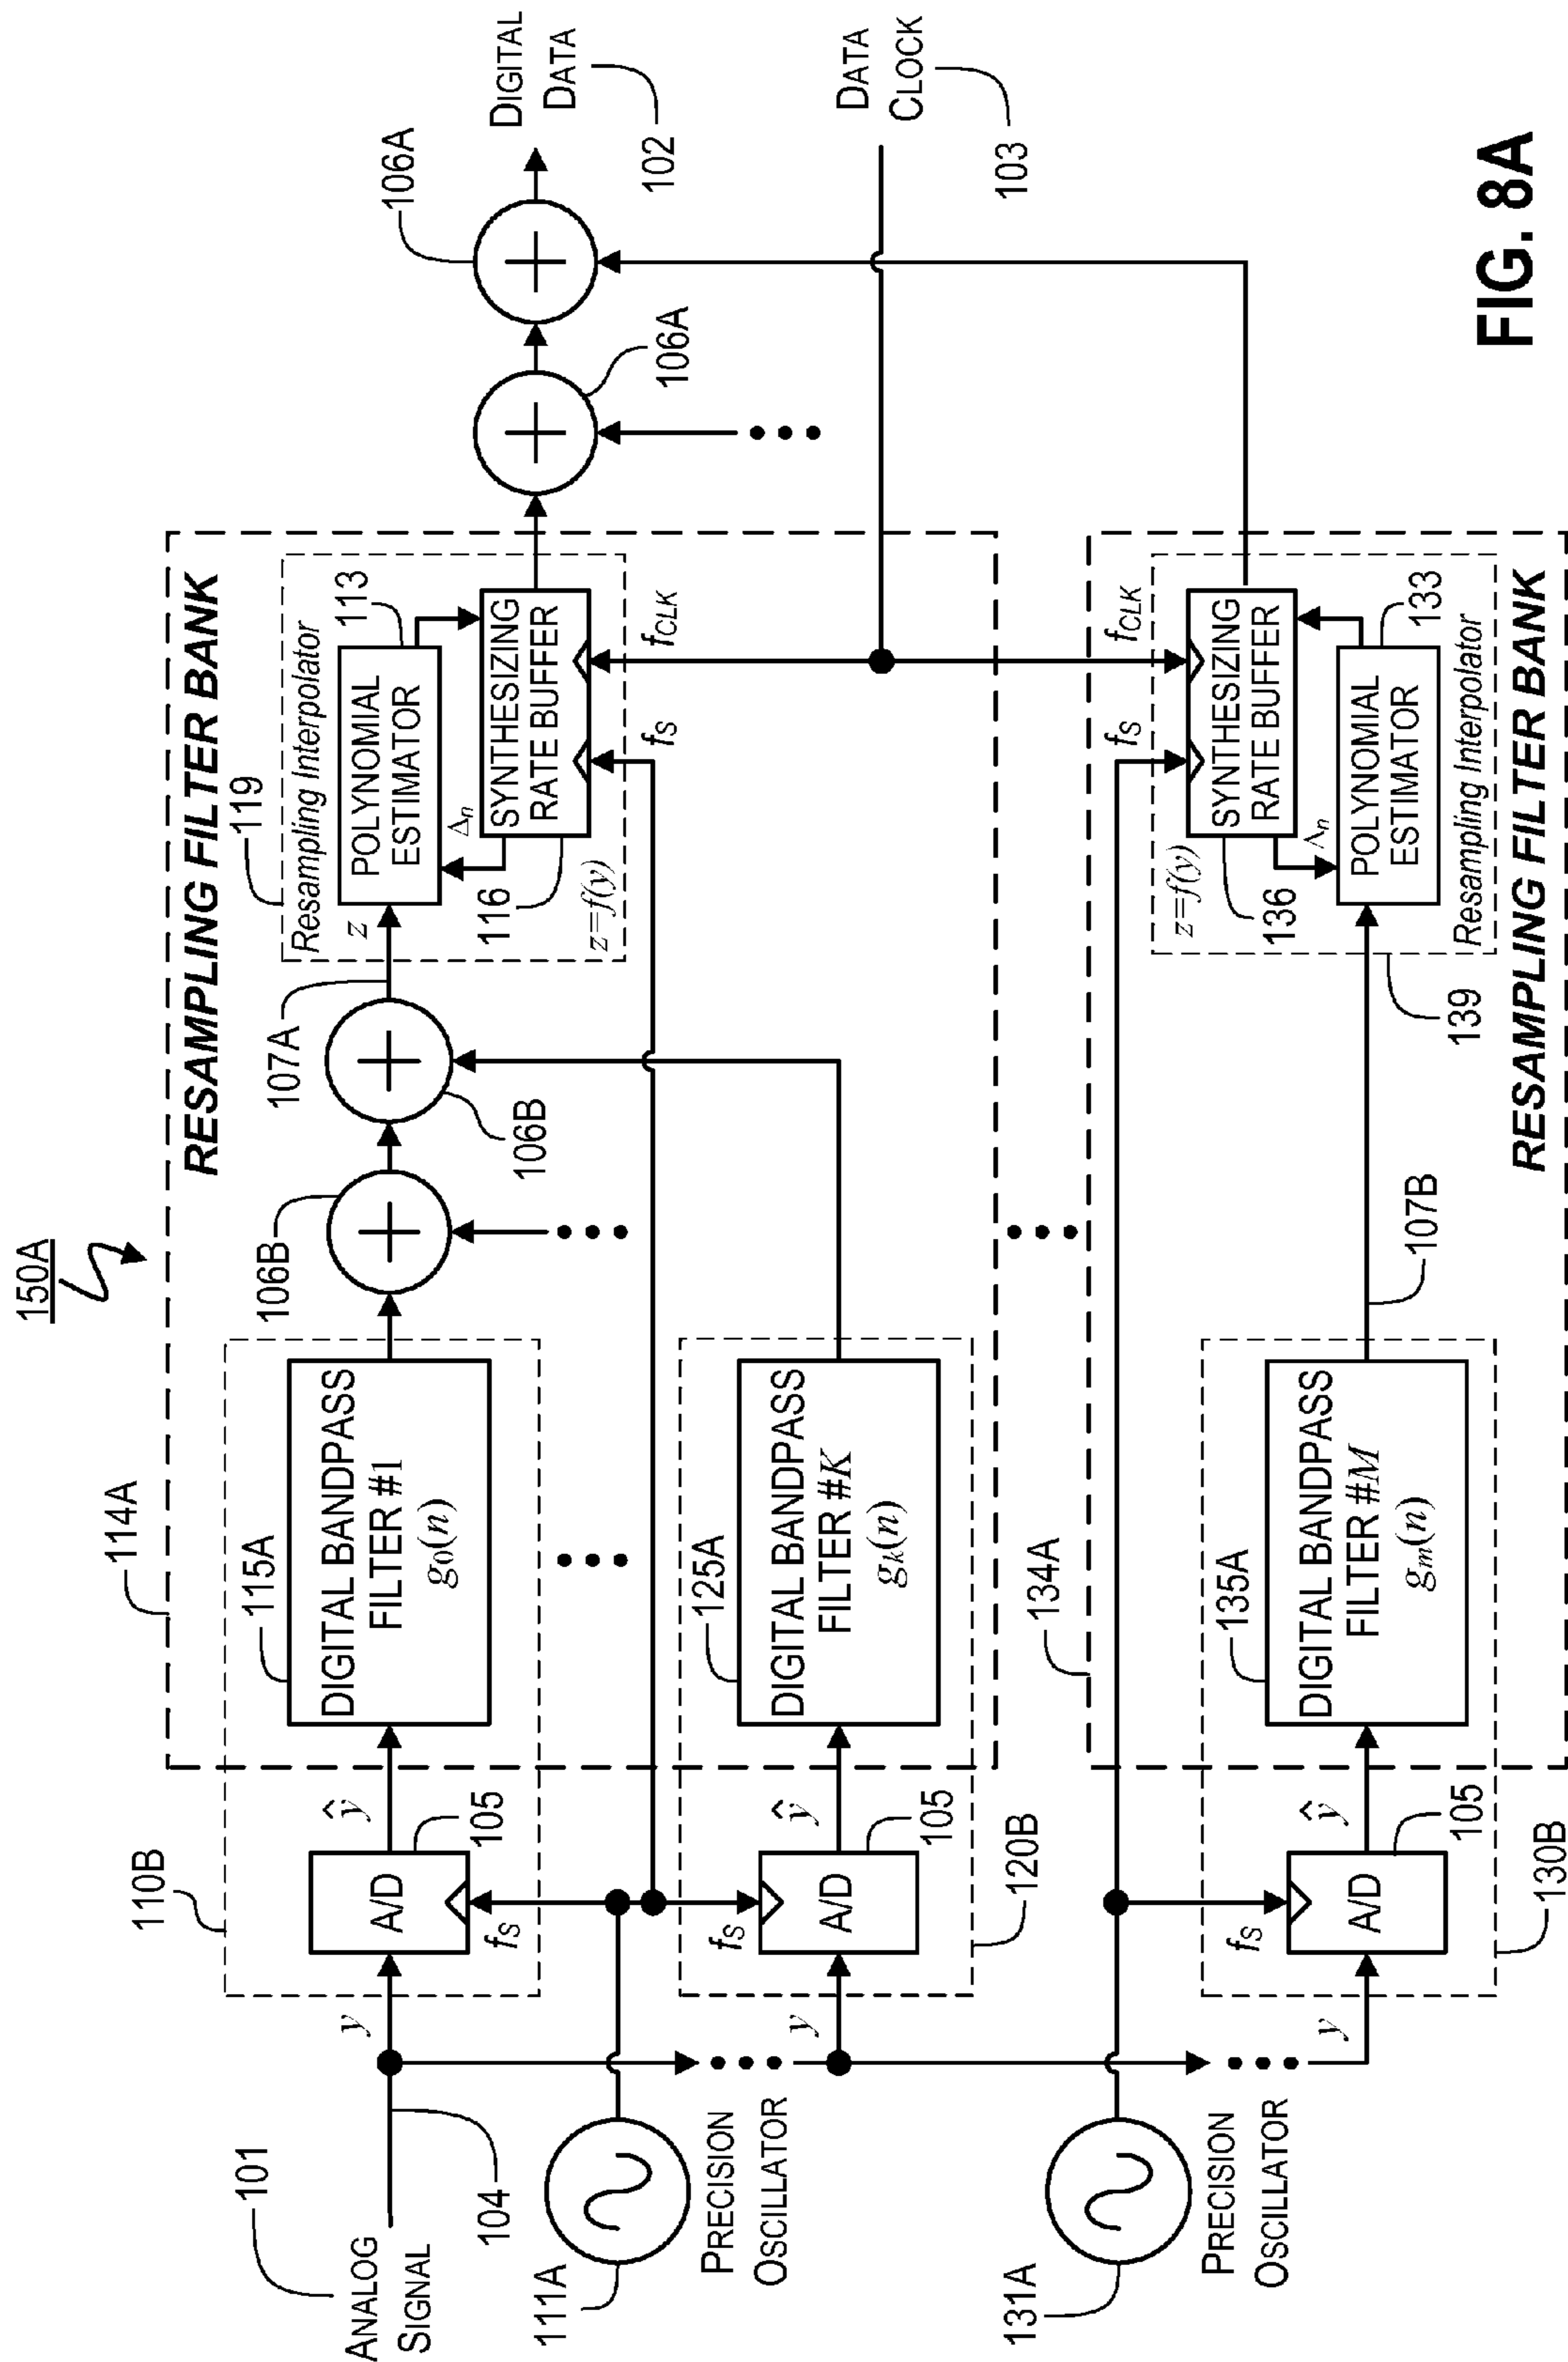 150A
ANALOG
SIGNAL
101
104
y
110B
A/D
ŷ
105
fS
114A
RESAMPLING FILTER BANK
115A
DIGITAL BANDPASS
FILTER #1
g0(n)
106B
106B
107A
119
Resampling Interpolator
z
POLYNOMIAL
ESTIMATOR
113
Δn
SYNTHESIZING
RATE BUFFER
116
z=f(y)
fS
fCLK
106A
106A
DIGITAL
DATA
102
DATA
CLOCK
103
111A
PRECISION
OSCILLATOR
y
fS
A/D
ŷ
105
120B
125A
DIGITAL BANDPASS
FILTER #K
gk(n)
131A
PRECISION
OSCILLATOR
134A
y
fS
A/D
ŷ
105
130B
135A
DIGITAL BANDPASS
FILTER #M
gm(n)
107B
139
z=f(y)
fS
fCLK
SYNTHESIZING
RATE BUFFER
136
Δn
POLYNOMIAL
ESTIMATOR
133
Resampling Interpolator
RESAMPLING FILTER BANK
FIG. 8A